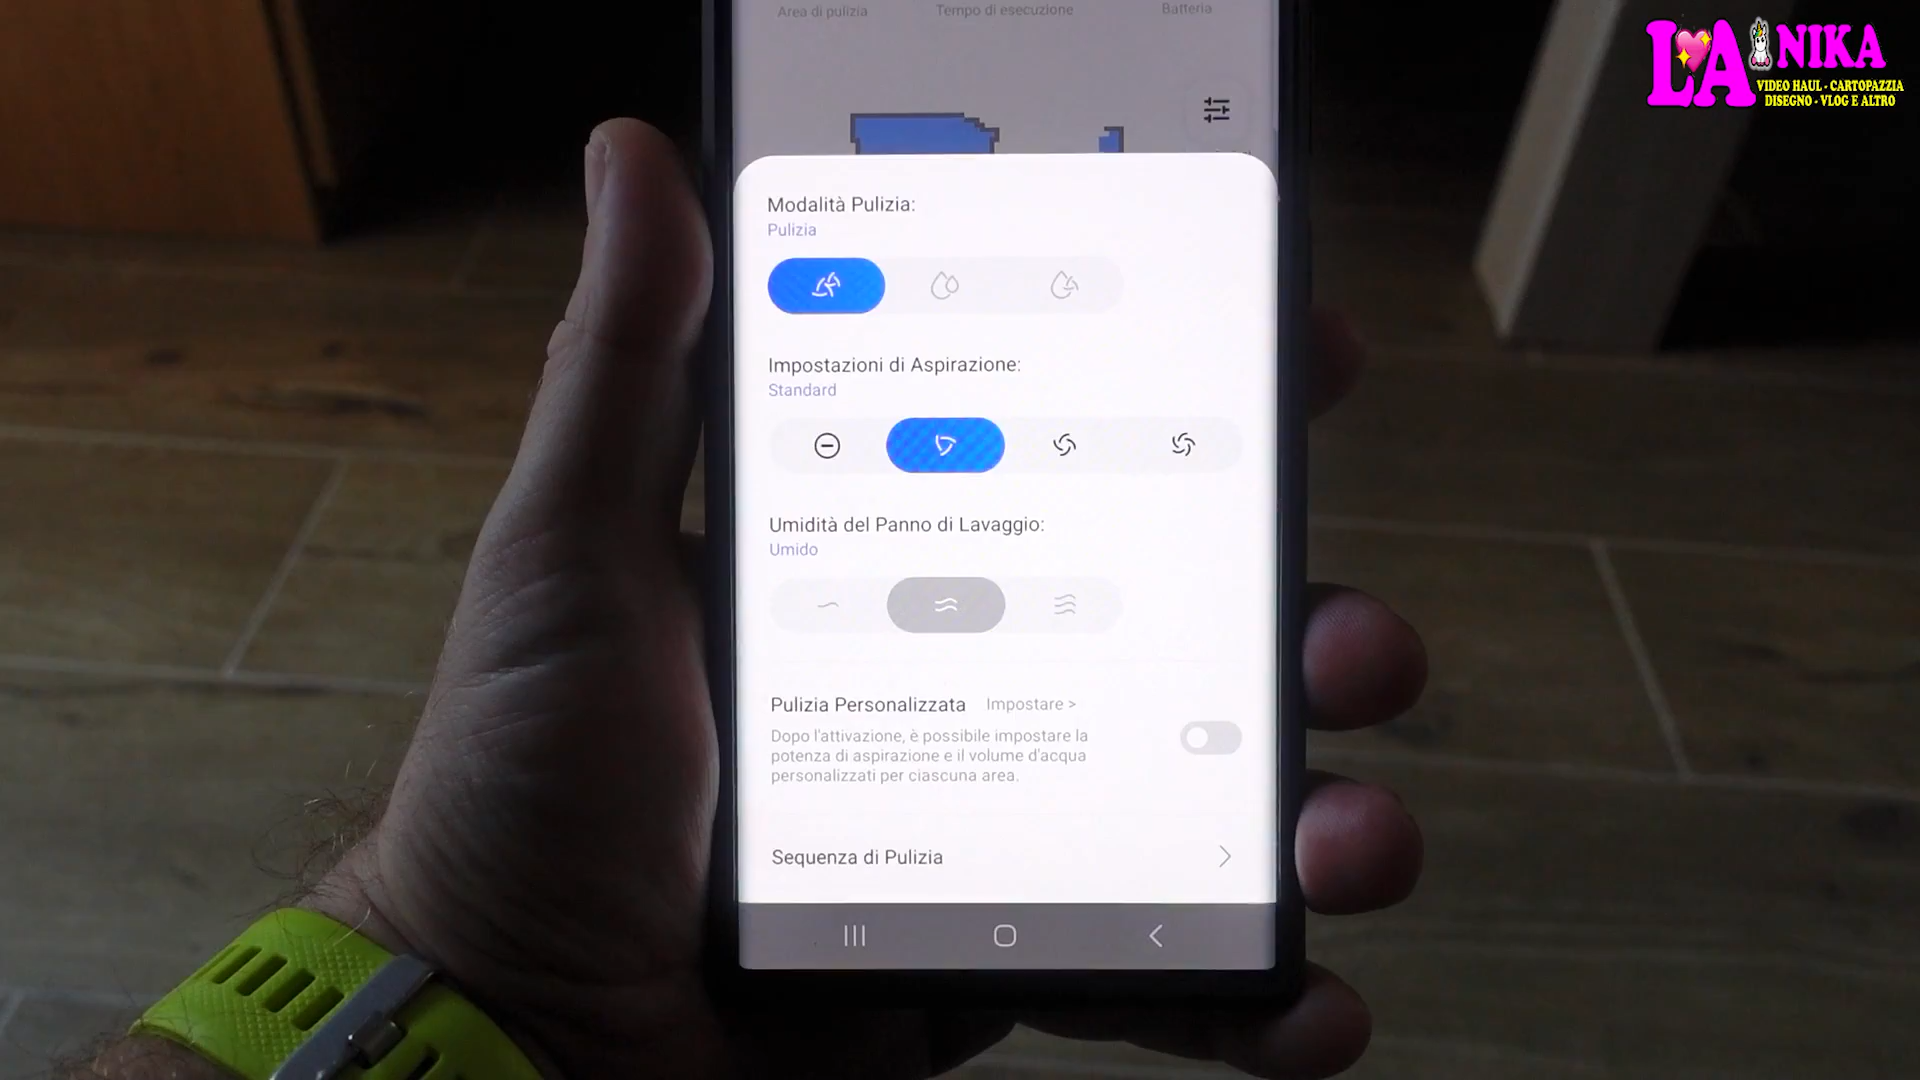 Area di pulizia Tempo di esecuzione Batteria
LA NIKA
VIDEO HAUL - CARTOPAZZIA
DISEGNO - VLOG E ALTRO
Modalità Pulizia:
Pulizia
Impostazioni di Aspirazione:
Standard
Umidità del Panno di Lavaggio:
Umido
Pulizia Personalizzata Impostare >
Dopo l'attivazione, è possibile impostare la
potenza di aspirazione e il volume d'acqua
personalizzati per ciascuna area.
Sequenza di Pulizia